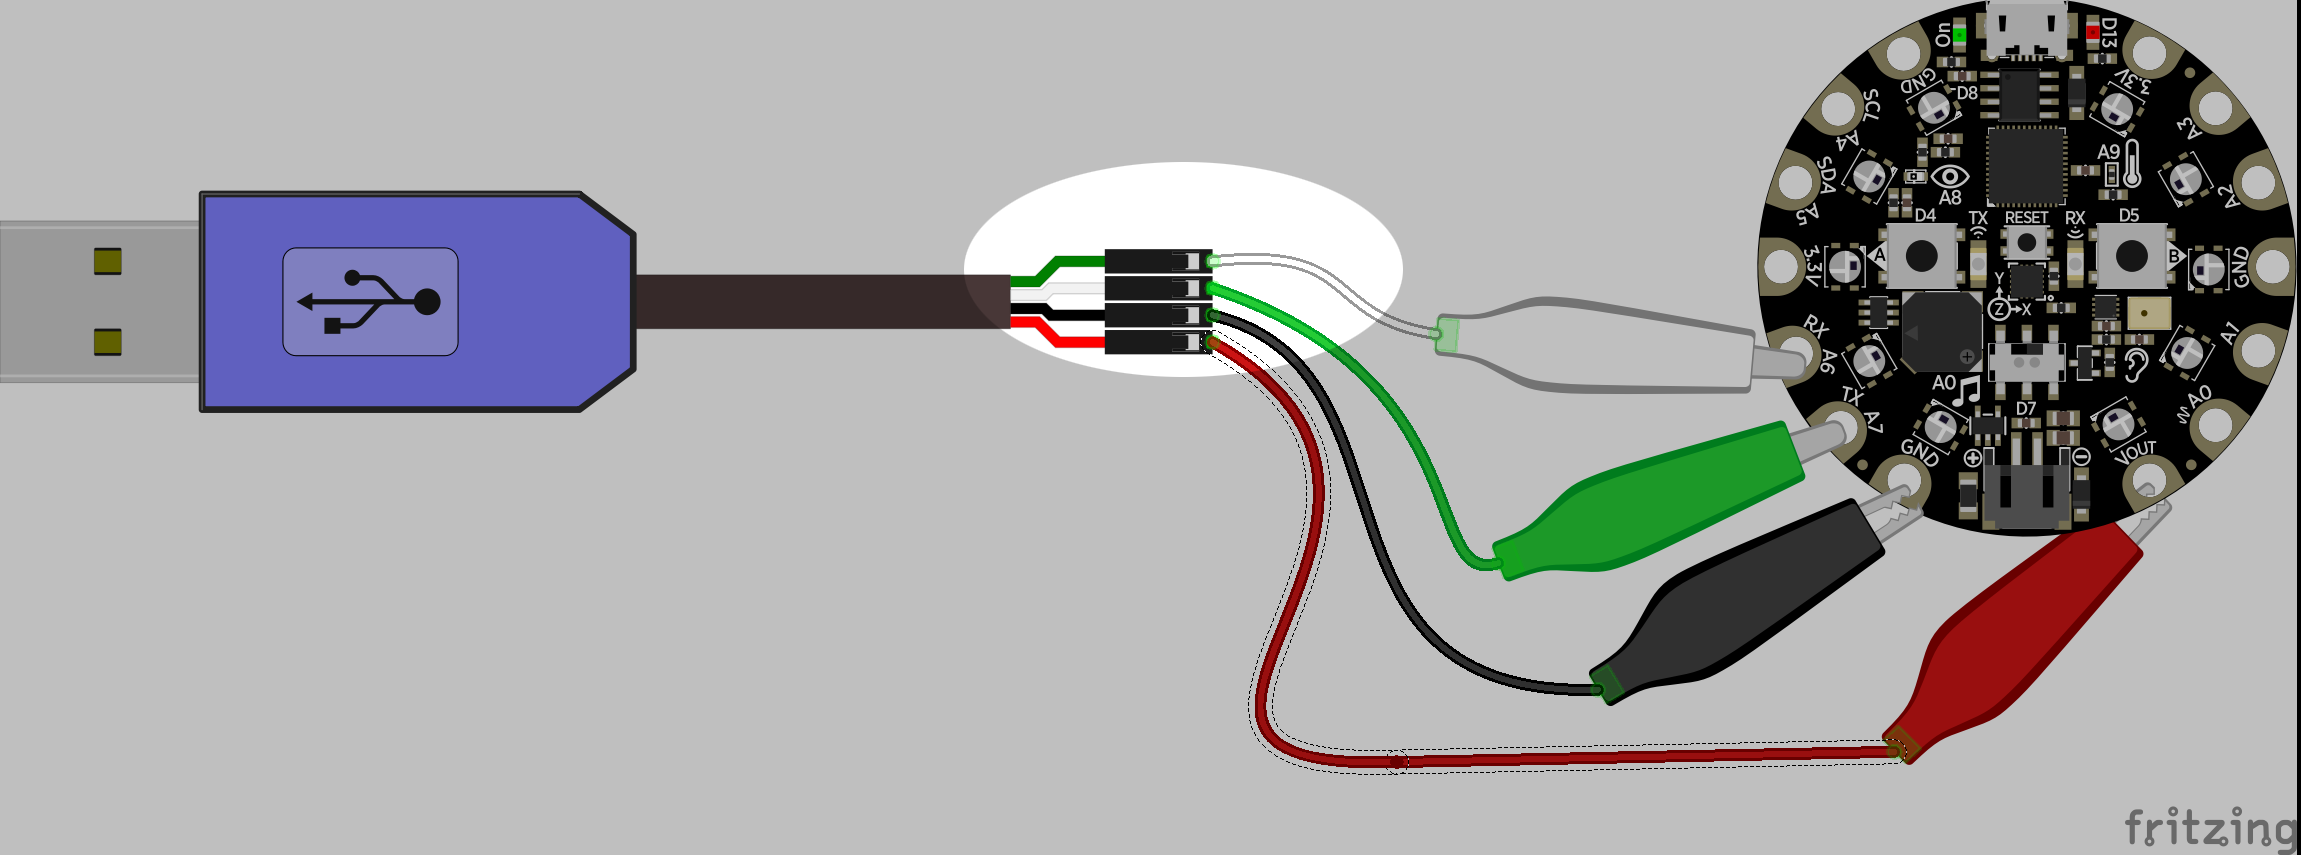 On
D13
GND
D8
3.3V
SCL
A4
A3
SDA
A8
A9
A2
A5
D4
TX
RESET
RX
D5
3.3V
A
B
GND
Y
Z
X
RX
A6
A1
A0
TX
A7
D7
A0
GND
VOUT
fritzing